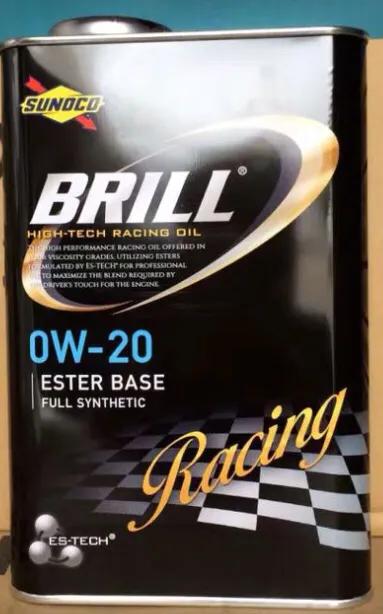 SUNOCO
BRILL®
HIGH-TECH RACING OIL
HIGH PERFORMANCE RACING OIL OFFERED IN
VISCOSITY GRADES, UTILIZING ESTERS
FORMULATED BY ES-TECH® FOR PROFESSIONAL
TO MAXIMIZE THE BLEND REQUIRED BY
DRIVER'S TOUCH FOR THE ENGINE.
0W-20
ESTER BASE
FULL SYNTHETIC
Racing
ES-TECH®